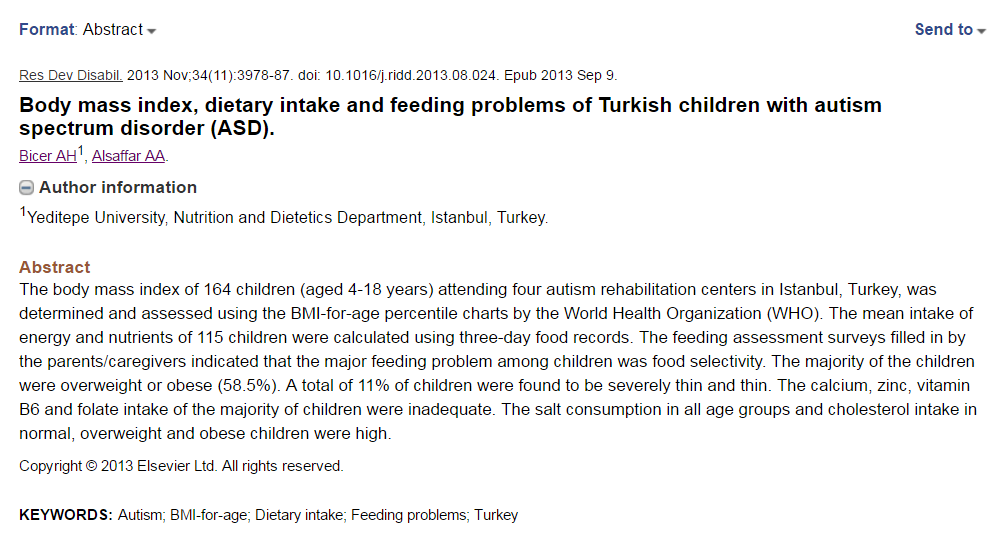 Format: Abstract
Send to
Res Dev Disabil. 2013 Nov;34(11):3978-87. doi: 10.1016/j.ridd.2013.08.024. Epub 2013 Sep 9.
Body mass index, dietary intake and feeding problems of Turkish children with autism
spectrum disorder (ASD).
Bicer AH1, Alsaffar AA.
Author information
1Yeditepe University, Nutrition and Dietetics Department, Istanbul, Turkey.
Abstract
The body mass index of 164 children (aged 4-18 years) attending four autism rehabilitation centers in Istanbul, Turkey, was
determined and assessed using the BMI-for-age percentile charts by the World Health Organization (WHO). The mean intake of
energy and nutrients of 115 children were calculated using three-day food records. The feeding assessment surveys filled in by
the parents/caregivers indicated that the major feeding problem among children was food selectivity. The majority of the children
were overweight or obese (58.5%). A total of 11% of children were found to be severely thin and thin. The calcium, zinc, vitamin
B6 and folate intake of the majority of children were inadequate. The salt consumption in all age groups and cholesterol intake in
normal, overweight and obese children were high.
Copyright © 2013 Elsevier Ltd. All rights reserved.
KEYWORDS: Autism; BMI-for-age; Dietary intake; Feeding problems; Turkey